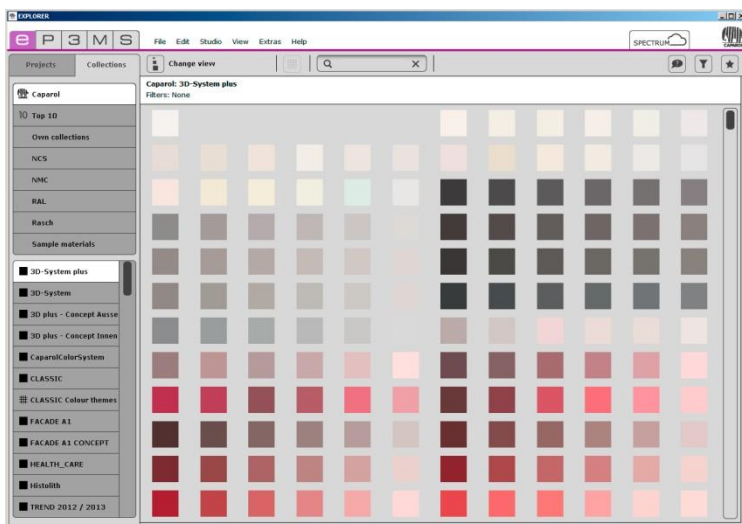 EXPLORER
e P 3 M S
File Edit Studio View Extras Help
SPECTRUM
CAPAROL
Projects Collections
Change view
Caparol
Caparol: 3D-System plus
Filters: None
10 Top 10
Own collections
NCS
NMC
RAL
Rasch
Sample materials
3D-System plus
3D-System
3D plus - Concept Ausse
3D plus - Concept Innen
CaparolColorSystem
CLASSIC
CLASSIC Colour themes
FACADE A1
FACADE A1 CONCEPT
HEALTH_CARE
Histolith
TREND 2012 / 2013